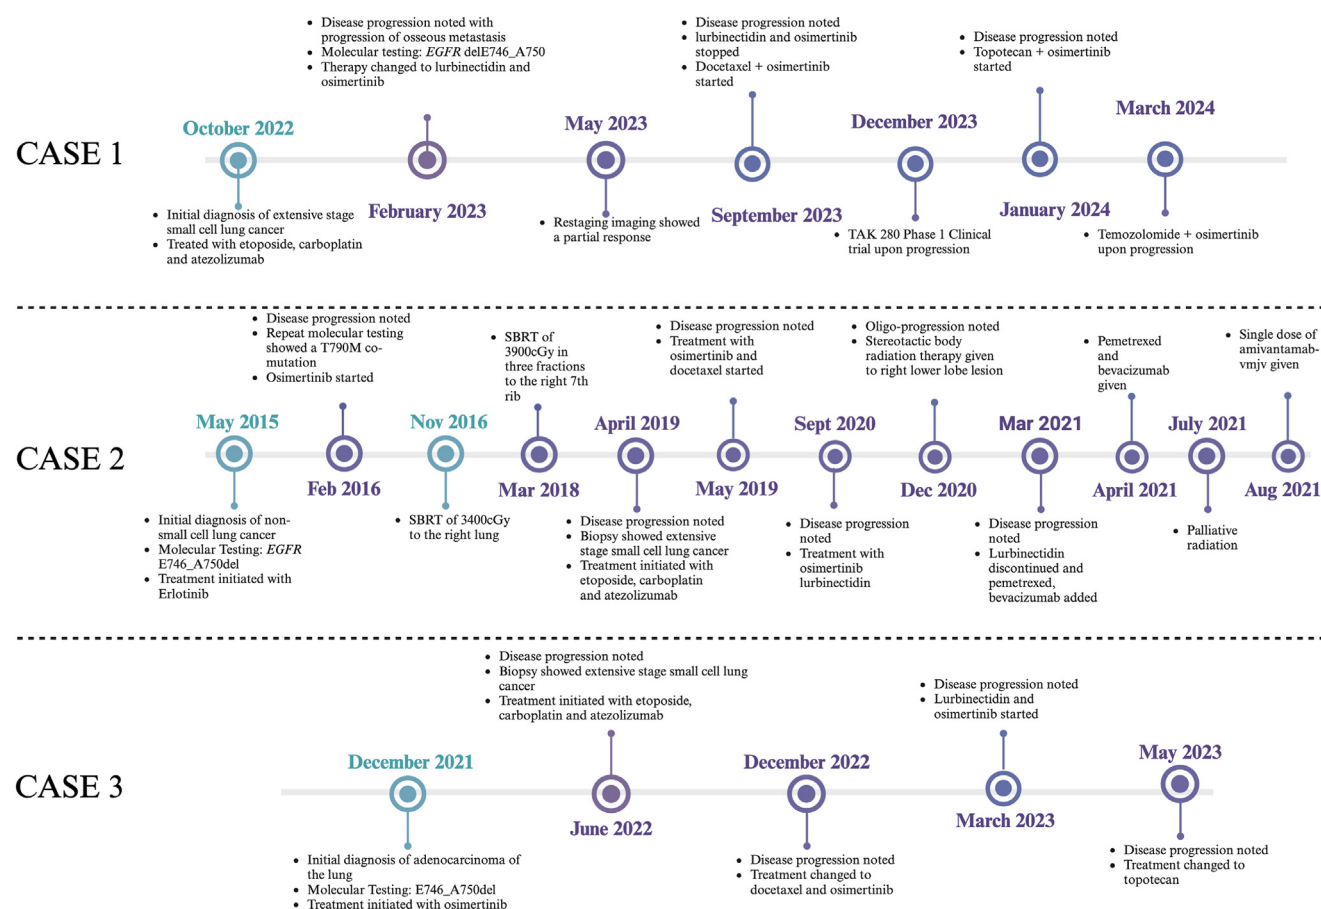 CASE 1
October 2022
• Initial diagnosis of extensive stage
small cell lung cancer
• Treated with etoposide, carboplatin
and atezolizumab
• Disease progression noted with
progression of osseous metastasis
• Molecular testing: EGFR delE746_A750
• Therapy changed to lurbinectidin and
osimertinib
February 2023
May 2023
• Restaging imaging showed
a partial response
• Disease progression noted
• lurbinectidin and osimertinib
stopped
• Docetaxel + osimertinib
started
September 2023
December 2023
• TAK 280 Phase 1 Clinical
trial upon progression
• Disease progression noted
• Topotecan + osimertinib
started
January 2024
March 2024
• Temozolomide + osimertinib
upon progression
CASE 2
May 2015
• Initial diagnosis of non-
small cell lung cancer
• Molecular Testing: EGFR
E746_A750del
• Treatment initiated with
Erlotinib
• Disease progression noted
• Repeat molecular testing
showed a T790M co-
mutation
• Osimertinib started
Feb 2016
Nov 2016
• SBRT of 3400cGy
to the right lung
• SBRT of
3900cGy in
three fractions
to the right 7th
rib
Mar 2018
April 2019
• Disease progression noted
• Biopsy showed extensive
stage small cell lung cancer
• Treatment initiated with
etoposide, carboplatin
and atezolizumab
• Disease progression noted
• Treatment with
osimertinib and
docetaxel started
May 2019
Sept 2020
• Disease progression
noted
• Treatment with
osimertinib
lurbinectidin
• Oligo-progression noted
• Stereotactic body
radiation therapy given
to right lower lobe lesion
Dec 2020
Mar 2021
• Disease progression
noted
• Lurbinectidin
discontinued and
pemetrexed,
bevacizumab added
• Pemetrexed
and
bevacizumab
given
April 2021
July 2021
• Palliative
radiation
• Single dose of
amivantamab-
vmjv given
Aug 2021
CASE 3
December 2021
• Initial diagnosis of adenocarcinoma of
the lung
• Molecular Testing: E746_A750del
• Treatment initiated with osimertinib
• Disease progression noted
• Biopsy showed extensive stage small cell lung
cancer
• Treatment initiated with etoposide,
carboplatin and atezolizumab
June 2022
December 2022
• Disease progression noted
• Treatment changed to
docetaxel and osimertinib
• Disease progression noted
• Lurbinectidin and
osimertinib started
March 2023
May 2023
• Disease progression noted
• Treatment changed to
topotecan